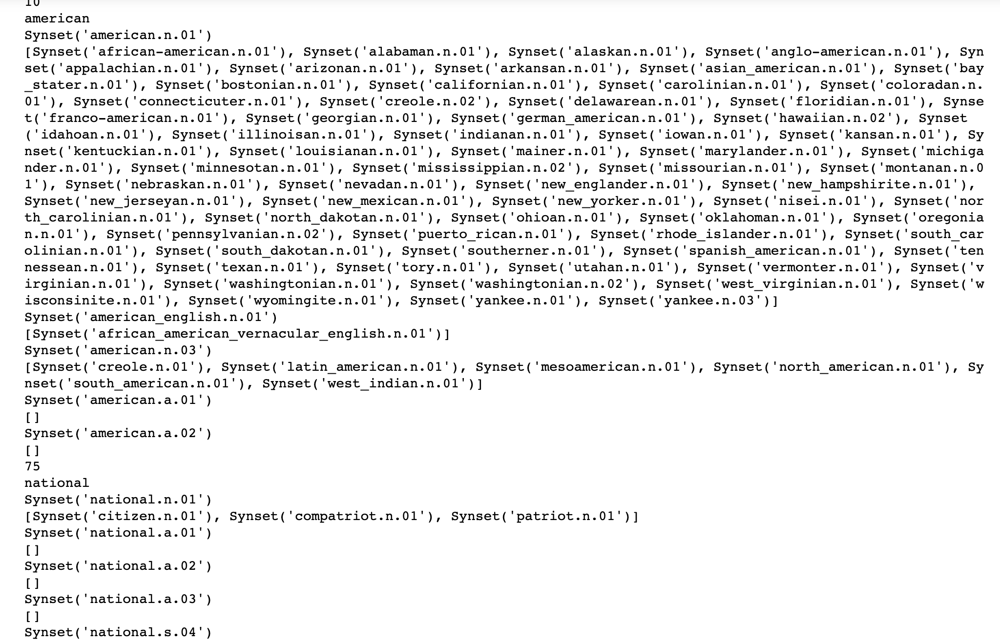 10
american
Synset('american.n.01')
[Synset('african-american.n.01'), Synset('alabaman.n.01'), Synset('alaskan.n.01'), Synset('anglo-american.n.01'), Syn
set('appalachian.n.01'), Synset('arizonan.n.01'), Synset('arkansan.n.01'), Synset('asian_american.n.01'), Synset('bay
_stater.n.01'), Synset('bostonian.n.01'), Synset('californian.n.01'), Synset('carolinian.n.01'), Synset('coloradan.n.
01'), Synset('connecticuter.n.01'), Synset('creole.n.02'), Synset('delawarean.n.01'), Synset('floridian.n.01'), Synse
t('franco-american.n.01'), Synset('georgian.n.01'), Synset('german_american.n.01'), Synset('hawaiian.n.02'), Synset
('idahoan.n.01'), Synset('illinoisan.n.01'), Synset('indianan.n.01'), Synset('iowan.n.01'), Synset('kansan.n.01'), Sy
nset('kentuckian.n.01'), Synset('louisianan.n.01'), Synset('mainer.n.01'), Synset('marylander.n.01'), Synset('michiga
nder.n.01'), Synset('minnesotan.n.01'), Synset('mississippian.n.02'), Synset('missourian.n.01'), Synset('montanan.n.0
1'), Synset('nebraskan.n.01'), Synset('nevadan.n.01'), Synset('new_englander.n.01'), Synset('new_hampshirite.n.01'),
Synset('new_jerseyan.n.01'), Synset('new_mexican.n.01'), Synset('new_yorker.n.01'), Synset('nisei.n.01'), Synset('nor
th_carolinian.n.01'), Synset('north_dakotan.n.01'), Synset('ohioan.n.01'), Synset('oklahoman.n.01'), Synset('oregonia
n.n.01'), Synset('pennsylvanian.n.02'), Synset('puerto_rican.n.01'), Synset('rhode_islander.n.01'), Synset('south_car
olinian.n.01'), Synset('south_dakotan.n.01'), Synset('southerner.n.01'), Synset('spanish_american.n.01'), Synset('ten
nessean.n.01'), Synset('texan.n.01'), Synset('tory.n.01'), Synset('utahan.n.01'), Synset('vermonter.n.01'), Synset('v
irginian.n.01'), Synset('washingtonian.n.01'), Synset('washingtonian.n.02'), Synset('west_virginian.n.01'), Synset('w
isconsinite.n.01'), Synset('wyomingite.n.01'), Synset('yankee.n.01'), Synset('yankee.n.03')]
Synset('american_english.n.01')
[Synset('african_american_vernacular_english.n.01')]
Synset('american.n.03')
[Synset('creole.n.01'), Synset('latin_american.n.01'), Synset('mesoamerican.n.01'), Synset('north_american.n.01'), Sy
nset('south_american.n.01'), Synset('west_indian.n.01')]
Synset('american.a.01')
[]
Synset('american.a.02')
[]
75
national
Synset('national.n.01')
[Synset('citizen.n.01'), Synset('compatriot.n.01'), Synset('patriot.n.01')]
Synset('national.a.01')
[]
Synset('national.a.02')
[]
Synset('national.a.03')
[]
Synset('national.s.04')